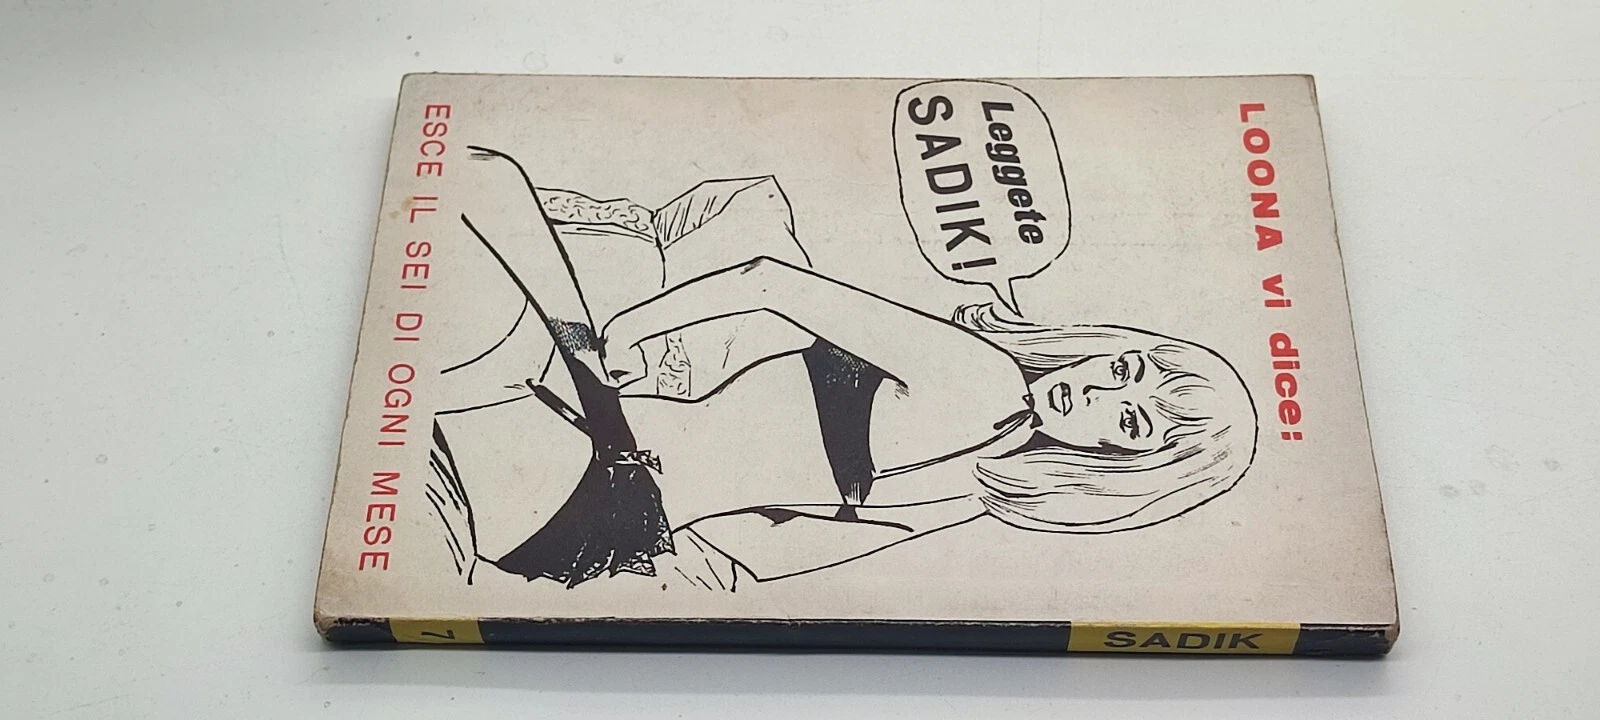 LOONA vi dice:
Leggete
SADIK!
ESCE IL SEI DI OGNI MESE
SADIK
7